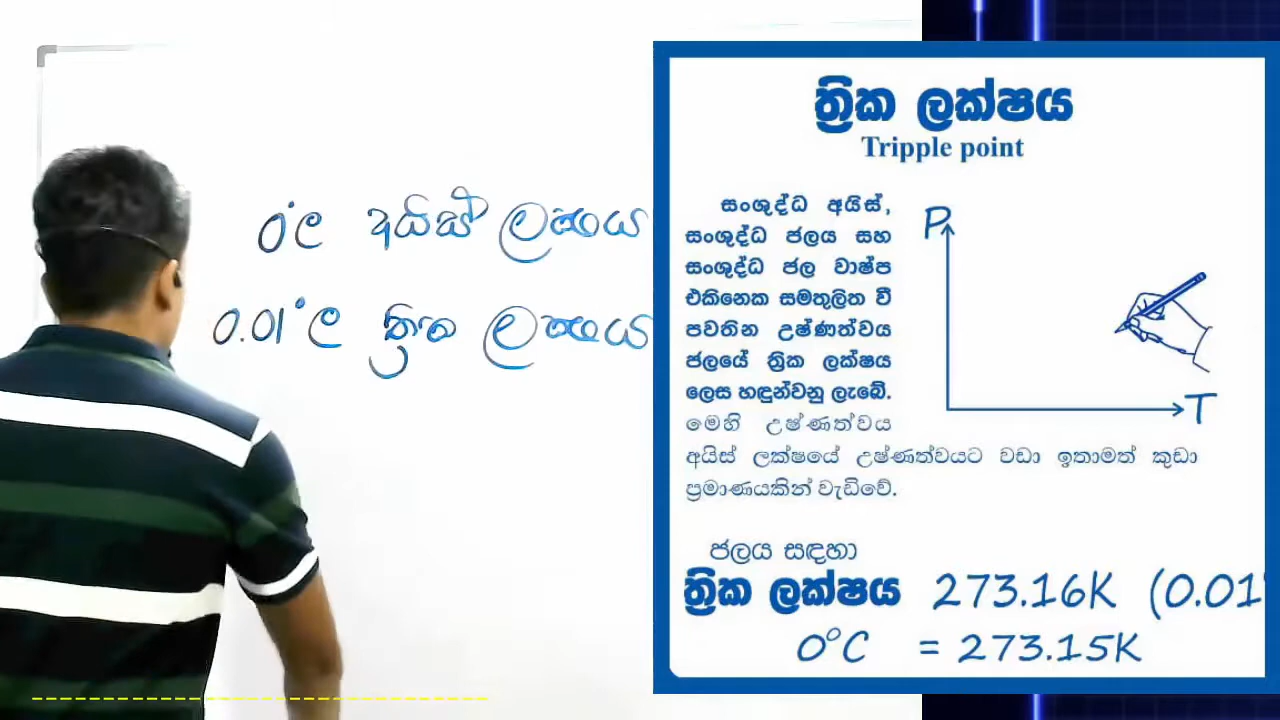 0°C අයිස් ලක්ෂය
0.01°C ත්‍රික ලක්ෂය
ත්‍රික ලක්ෂය
Tripple point
සංශුද්ධ අයිස්,
සංශුද්ධ ජලය සහ
සංශුද්ධ ජල වාෂ්ප
එකිනෙක සමතුලිත වී
පවතින උෂ්ණත්වය
ජලයේ ත්‍රික ලක්ෂය
ලෙස හඳුන්වනු ලැබේ.
මෙහි උෂ්ණත්වය
අයිස් ලක්ෂයේ උෂ්ණත්වයට වඩා ඉතාමත් කුඩා
ප්‍රමාණයකින් වැඩිවේ.
P
T
ජලය සඳහා
ත්‍රික ලක්ෂය 273.16K (0.01°
0°C = 273.15K